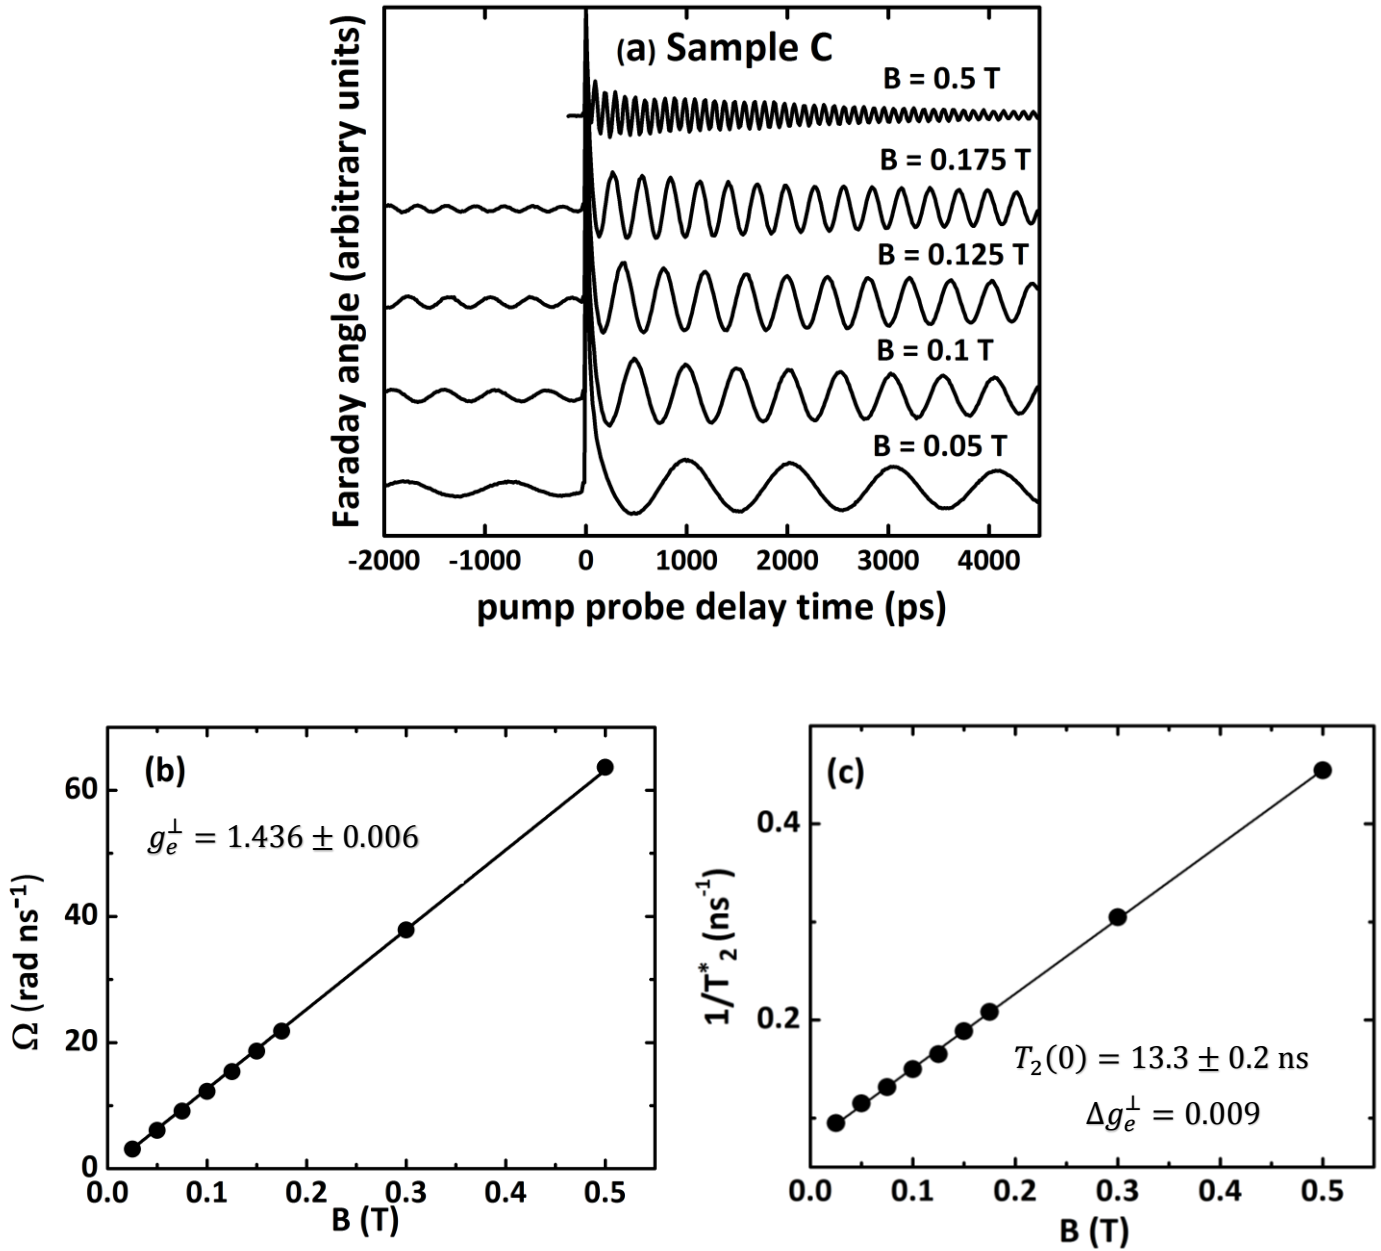 (a) Sample C
B = 0.5 T
B = 0.175 T
B = 0.125 T
B = 0.1 T
B = 0.05 T
Faraday angle (arbitrary units)
-2000 -1000 0 1000 2000 3000 4000
pump probe delay time (ps)
(b)
g_e^⊥ = 1.436 ± 0.006
Ω (rad ns⁻¹)
60
40
20
0
0.0 0.1 0.2 0.3 0.4 0.5
B (T)
(c)
1/T*₂ (ns⁻¹)
0.4
0.2
T₂(0) = 13.3 ± 0.2 ns
Δg_e^⊥ = 0.009
0.0 0.1 0.2 0.3 0.4 0.5
B (T)